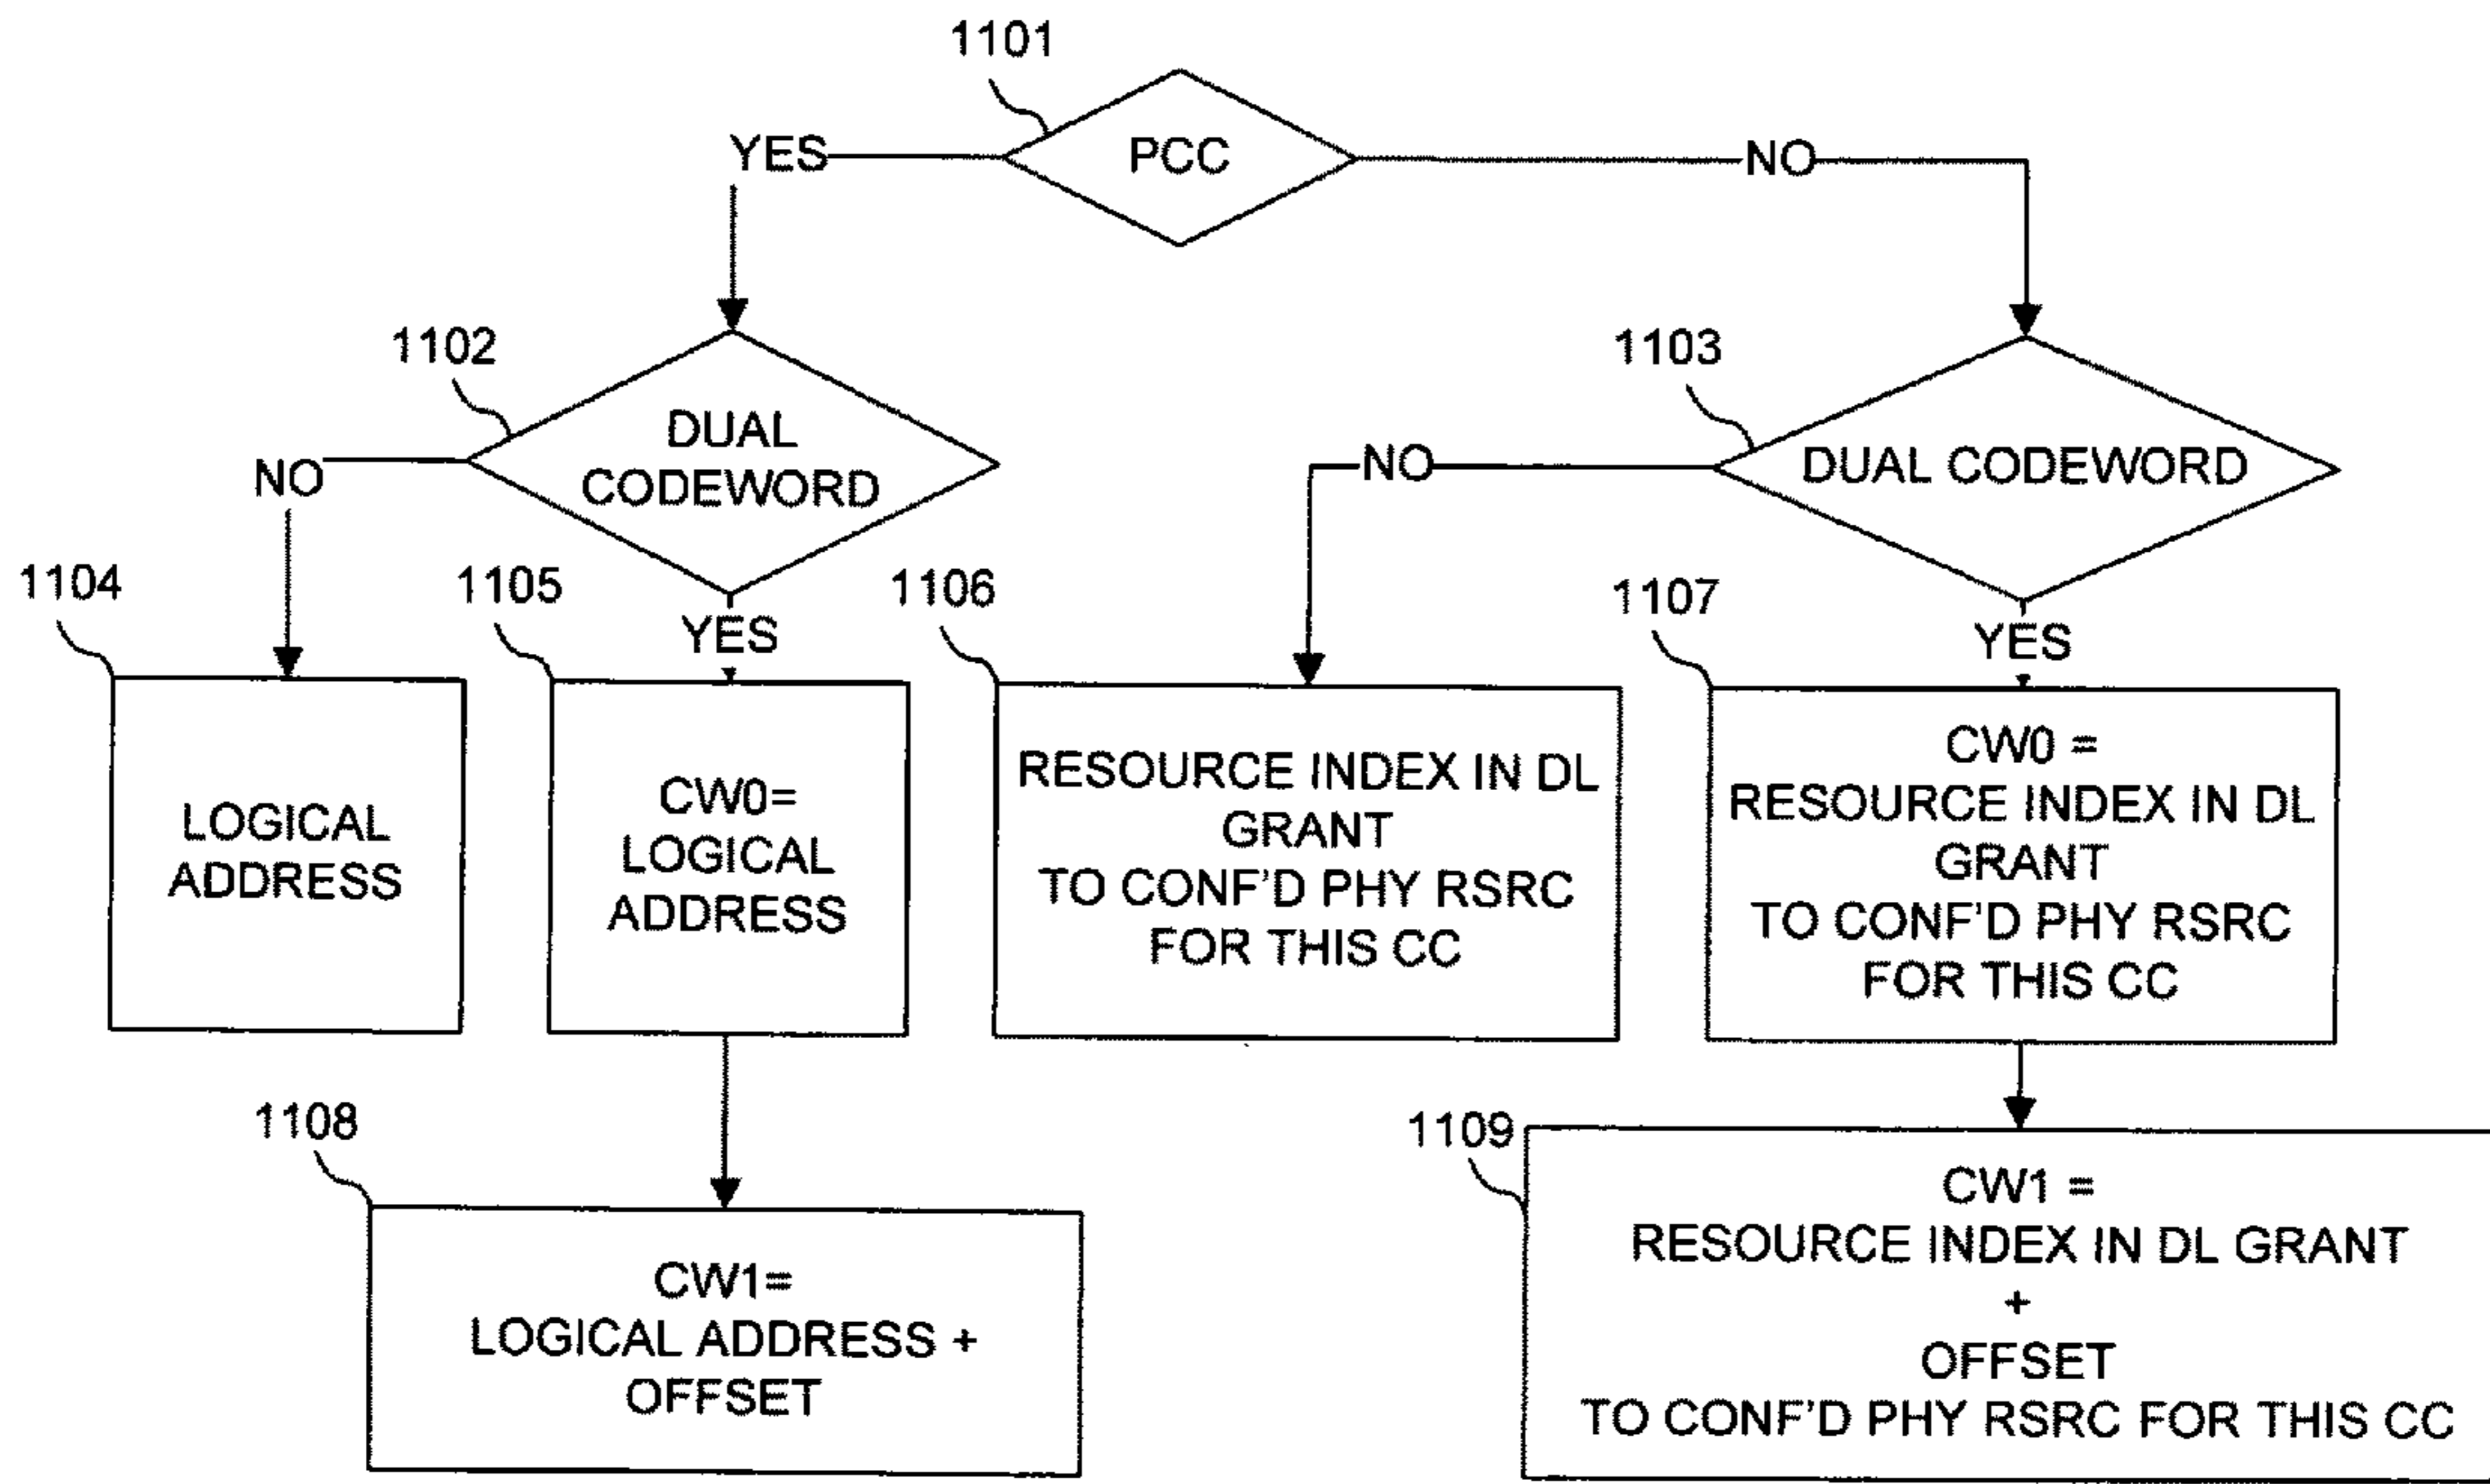 1101
PCC
YES
NO
1102
DUAL
CODEWORD
1103
DUAL CODEWORD
NO
NO
1104
1105
YES
1106
1107
YES
LOGICAL
ADDRESS
CW0=
LOGICAL
ADDRESS
RESOURCE INDEX IN DL
GRANT
TO CONF'D PHY RSRC
FOR THIS CC
CW0 =
RESOURCE INDEX IN DL
GRANT
TO CONF'D PHY RSRC
FOR THIS CC
1108
CW1=
LOGICAL ADDRESS +
OFFSET
1109
CW1 =
RESOURCE INDEX IN DL GRANT
+
OFFSET
TO CONF'D PHY RSRC FOR THIS CC